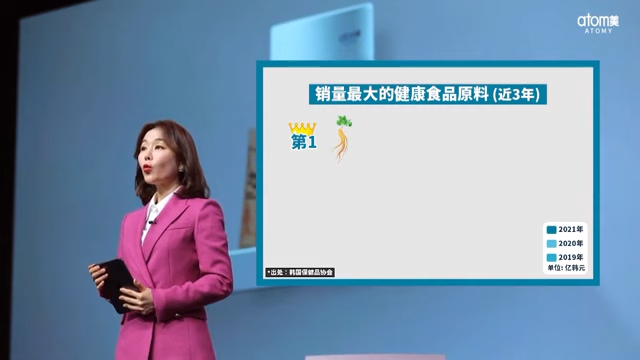 atom美
ATOMY
销量最大的健康食品原料 (近3年)
第1
2021年
2020年
2019年
单位: 亿韩元
•出处：韩国保健品协会